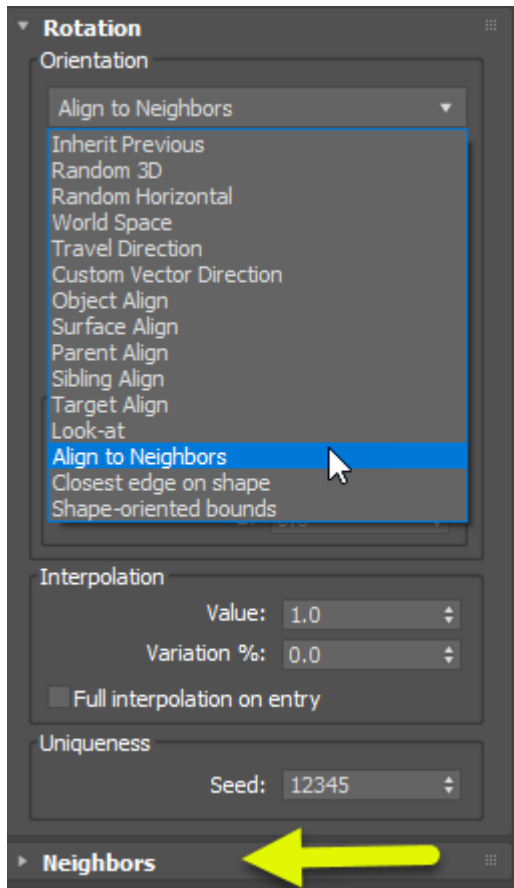 Rotation
Orientation
Align to Neighbors
Inherit Previous
Random 3D
Random Horizontal
World Space
Travel Direction
Custom Vector Direction
Object Align
Surface Align
Parent Align
Sibling Align
Target Align
Look-at
Align to Neighbors
Closest edge on shape
Shape-oriented bounds
Interpolation
Value: 1.0
Variation %: 0.0
Full interpolation on entry
Uniqueness
Seed: 12345
Neighbors